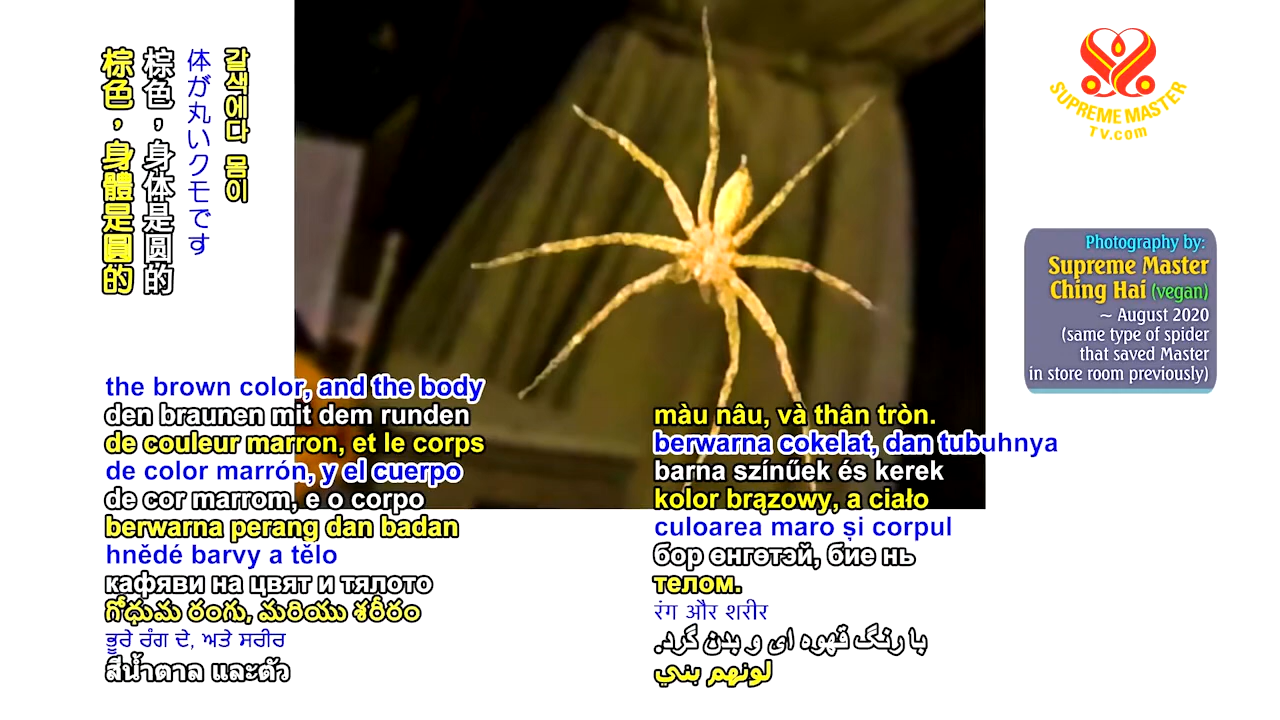 棕色，身體是圓的
棕色，身体是圆的
体が丸いクモです
갈색에다 몸이
SUPREME MASTER
TV.com
Photography by:
Supreme Master
Ching Hai (vegan)
~ August 2020
(same type of spider
that saved Master
in store room previously)
the brown color, and the body
den braunen mit dem runden
de couleur marron, et le corps
de color marrón, y el cuerpo
de cor marrom, e o corpo
berwarna perang dan badan
hnědé barvy a tělo
кафяви на цвят и тялото
గోధుమ రంగు, మరియు శరీరం
ਭੂਰੇ ਰੰਗ ਦੇ, ਅਤੇ ਸਰੀਰ
สีน้ำตาล และตัว
màu nâu, và thân tròn.
berwarna cokelat, dan tubuhnya
barna színűek és kerek
kolor brązowy, a ciało
culoarea maro și corpul
бор өнгөтэй, бие нь
телом.
रंग और शरीर
با رنگ قهوه ای و بدن گرد.
لونهم بني